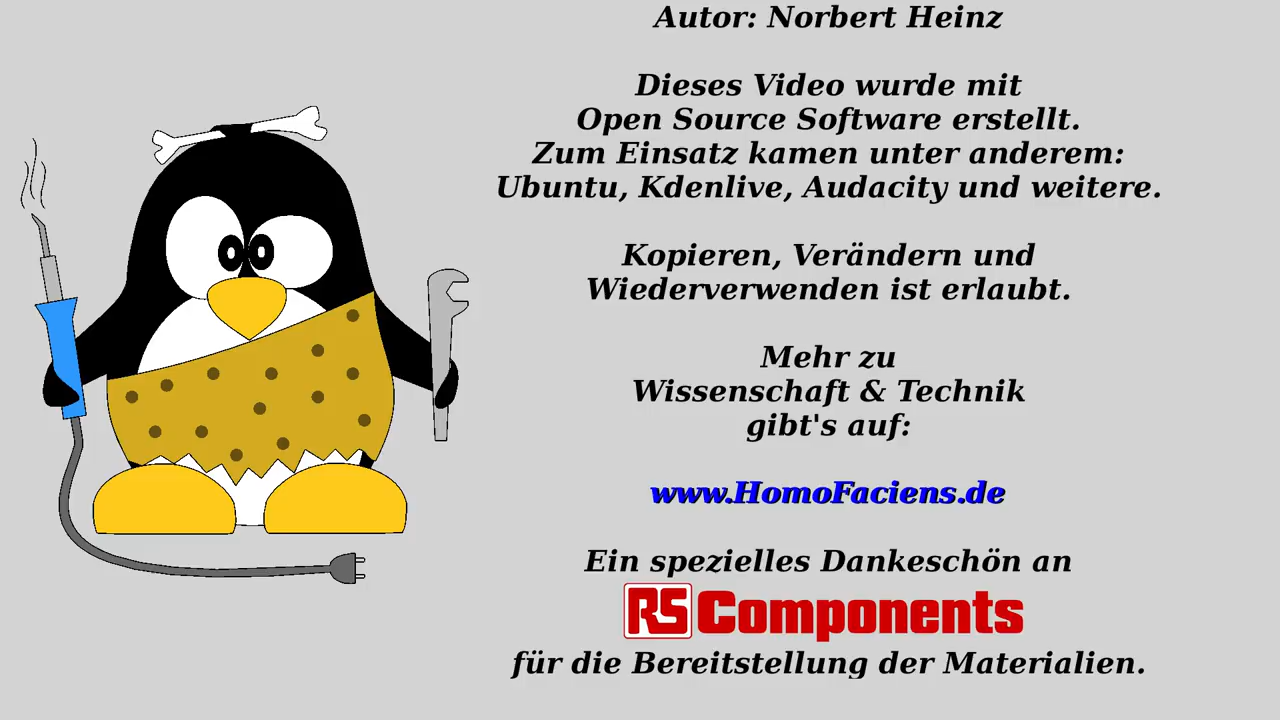 Autor: Norbert Heinz
Dieses Video wurde mit
Open Source Software erstellt.
Zum Einsatz kamen unter anderem:
Ubuntu, Kdenlive, Audacity und weitere.
Kopieren, Verändern und
Wiederverwenden ist erlaubt.
Mehr zu
Wissenschaft & Technik
gibt's auf:
www.HomoFaciens.de
Ein spezielles Dankeschön an
RS Components
für die Bereitstellung der Materialien.